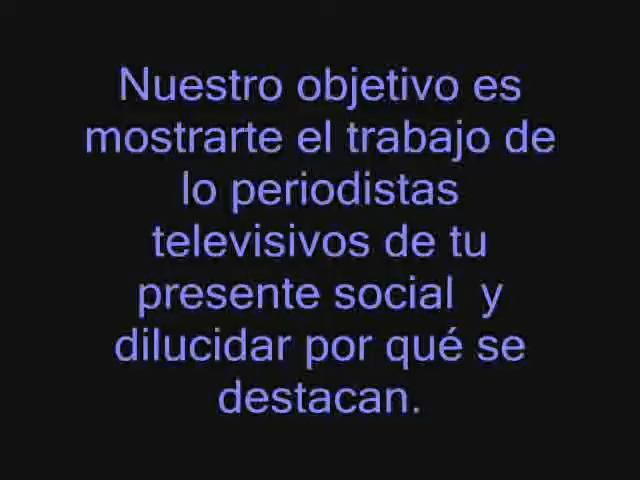 Nuestro objetivo es
mostrarte el trabajo de
lo periodistas
televisivos de tu
presente social  y
dilucidar por qué se
destacan.